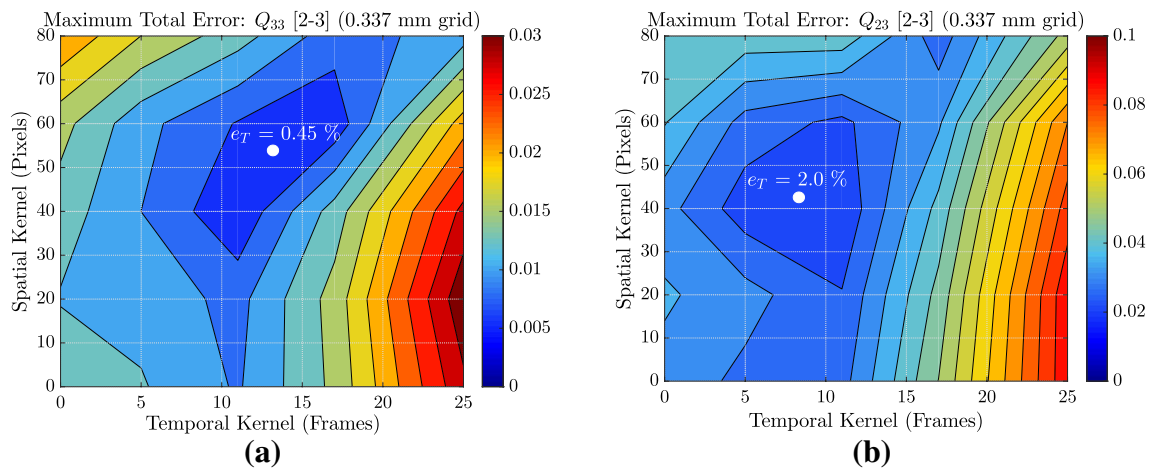 Maximum Total Error: Q33 [2-3] (0.337 mm grid)
80
70
60
50
40
30
20
10
0
Spatial Kernel (Pixels)
eT = 0.45 %
0 5 10 15 20 25
Temporal Kernel (Frames)
0.03
0.025
0.02
0.015
0.01
0.005
0
(a)
Maximum Total Error: Q23 [2-3] (0.337 mm grid)
80
70
60
50
40
30
20
10
0
Spatial Kernel (Pixels)
eT = 2.0 %
0 5 10 15 20 25
Temporal Kernel (Frames)
0.1
0.08
0.06
0.04
0.02
0
(b)